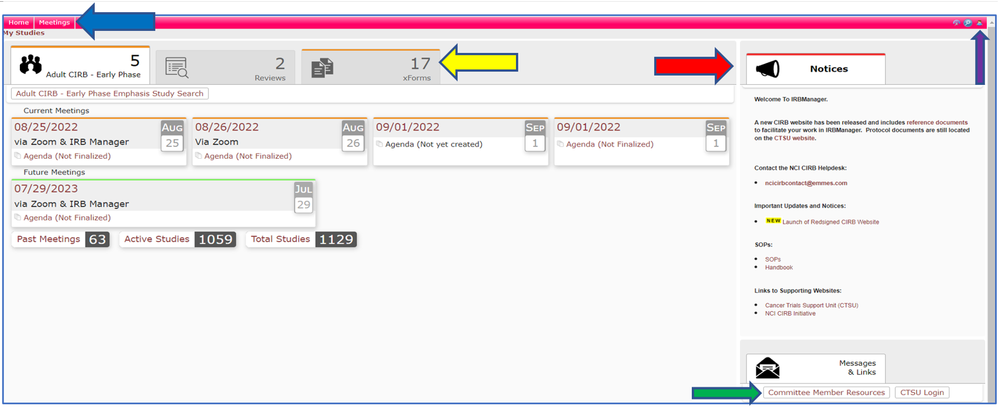 Home Meetings
My Studies
5
Adult CIRB - Early Phase
2
Reviews
17
xForms
Adult CIRB - Early Phase Emphasis Study Search
Current Meetings
08/25/2022
AUG
25
via Zoom & IRB Manager
Agenda (Not Finalized)
08/26/2022
AUG
26
Via Zoom
Agenda (Not Finalized)
09/01/2022
SEP
1
Agenda (Not yet created)
09/01/2022
SEP
1
Agenda (Not Finalized)
Future Meetings
07/29/2023
JUL
29
via Zoom & IRB Manager
Agenda (Not Finalized)
Past Meetings 63 Active Studies 1059 Total Studies 1129
Notices
Welcome To IRBManager.
A new CIRB website has been released and includes reference documents
to facilitate your work in IRBManager. Protocol documents are still located
on the CTSU website.
Contact the NCI CIRB Helpdesk:
• ncicirbcontact@emmes.com
Important Updates and Notices:
• NEW Launch of Redsigned CIRB Website
SOPs:
• SOPs
• Handbook
Links to Supporting Websites:
• Cancer Trials Support Unit (CTSU)
• NCI CIRB Initiative
Messages
& Links
Committee Member Resources CTSU Login